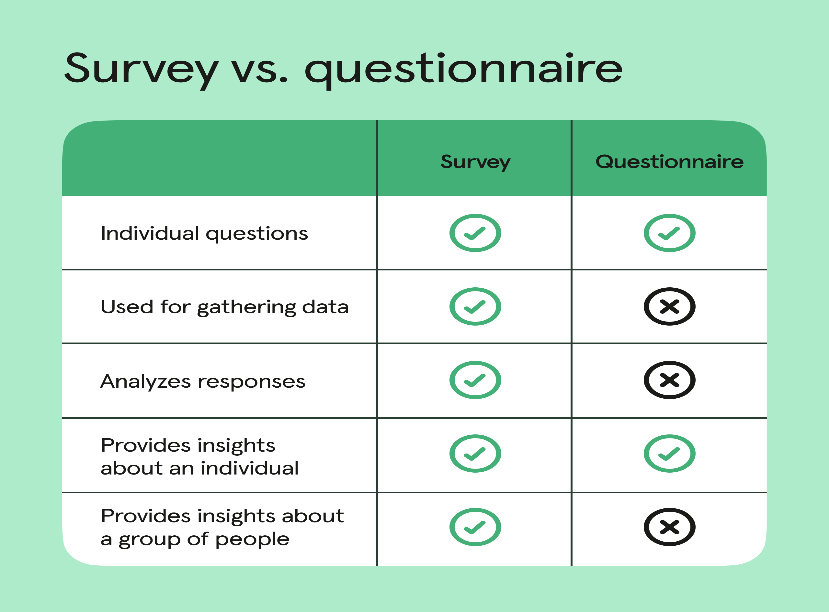 Survey vs. questionnaire
Survey
Questionnaire
Individual questions
Used for gathering data
Analyzes responses
Provides insights
about an individual
Provides insights about
a group of people